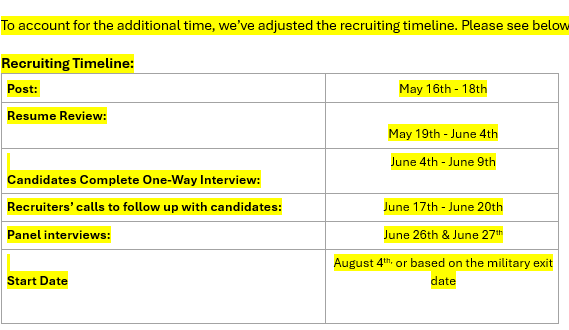 To account for the additional time, we’ve adjusted the recruiting timeline. Please see below
Recruiting Timeline:
Post: May 16th - 18th
Resume Review:
May 19th - June 4th
June 4th - June 9th
Candidates Complete One-Way Interview:
Recruiters’ calls to follow up with candidates: June 17th - June 20th
Panel interviews: June 26th & June 27th
August 4th, or based on the military exit
Start Date date